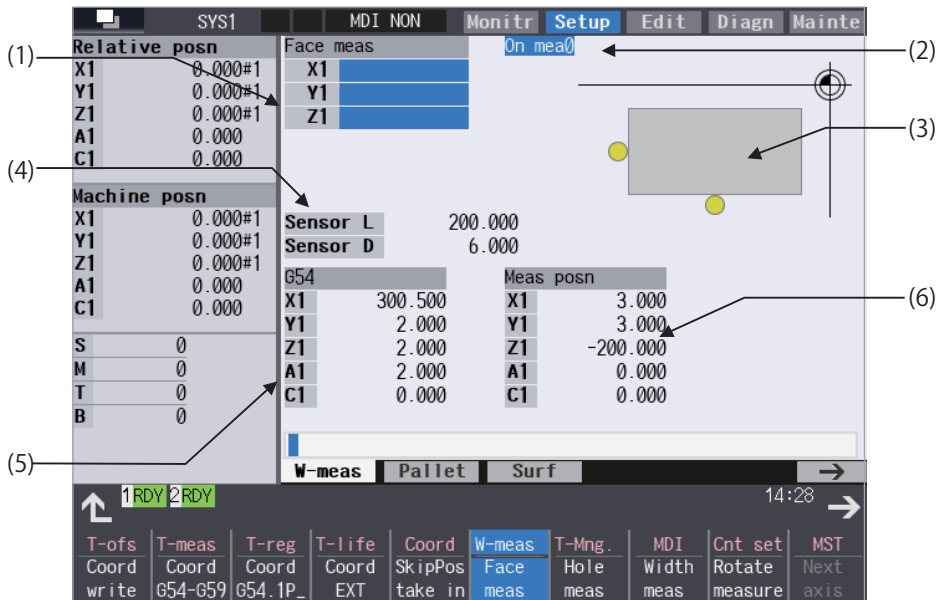 SYS1 MDI NON Monitr Setup Edit Diagn Mainte
Relative posn
X1 0.000#1
Y1 0.000#1
Z1 0.000#1
A1 0.000
C1 0.000
Machine posn
X1 0.000#1
Y1 0.000#1
Z1 0.000#1
A1 0.000
C1 0.000
S 0
M 0
T 0
B 0
Face meas
X1
Y1
Z1
On mea0
Sensor L 200.000
Sensor D 6.000
G54
X1 300.500
Y1 2.000
Z1 2.000
A1 2.000
C1 0.000
Meas posn
X1 3.000
Y1 3.000
Z1 -200.000
A1 0.000
C1 0.000
W-meas Pallet Surf →
1 RDY 2 RDY 14:28
T-ofs T-meas T-reg T-life Coord W-meas T-Mng. MDI Cnt set MST
Coord Coord Coord Coord SkipPos Face Hole Width Rotate Next
write G54-G59 G54.1P_ EXT take in meas meas meas measure axis
(1)
(2)
(3)
(4)
(5)
(6)